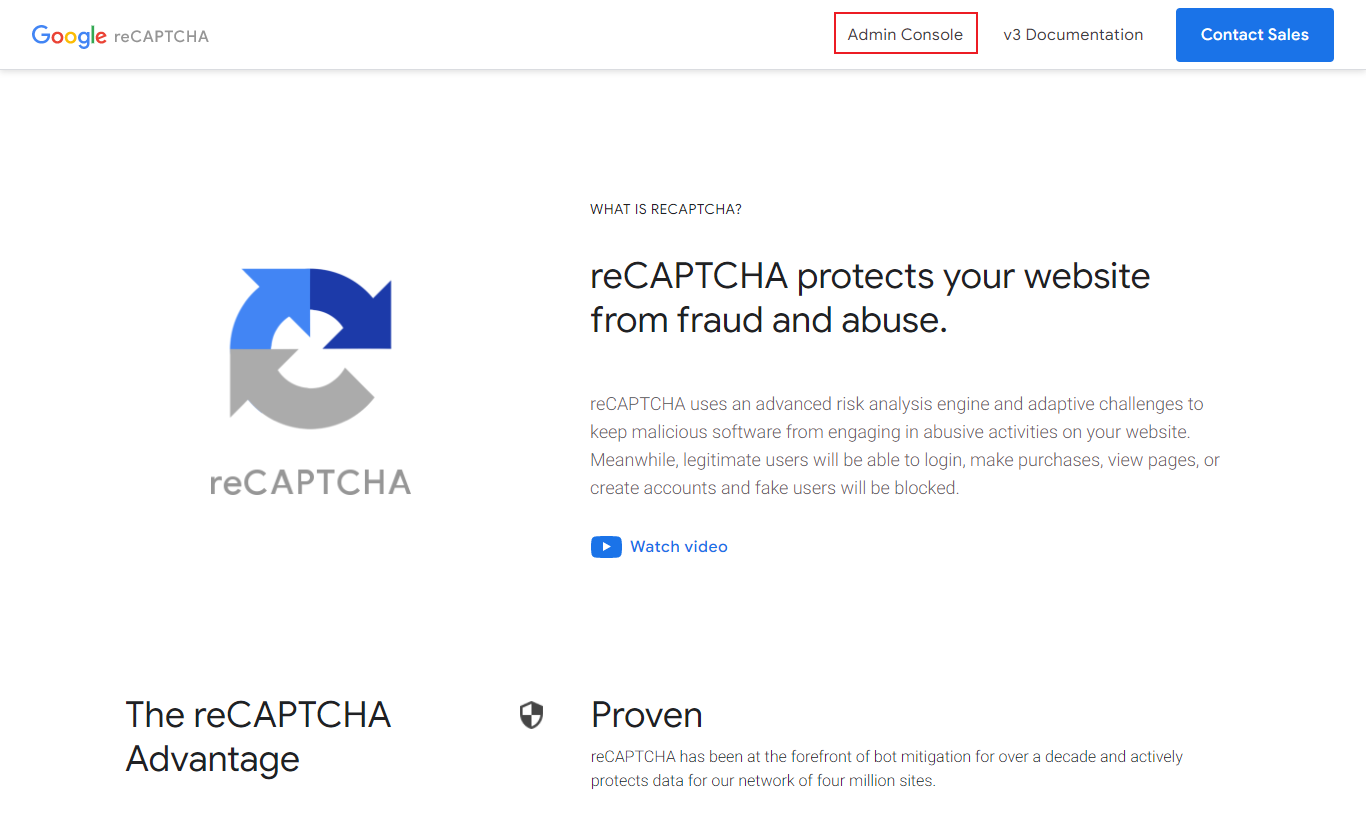 Google reCAPTCHA
Admin Console
v3 Documentation
Contact Sales
WHAT IS RECAPTCHA?
reCAPTCHA protects your website
from fraud and abuse.
reCAPTCHA uses an advanced risk analysis engine and adaptive challenges to
keep malicious software from engaging in abusive activities on your website.
Meanwhile, legitimate users will be able to login, make purchases, view pages, or
create accounts and fake users will be blocked.
Watch video
reCAPTCHA
The reCAPTCHA
Advantage
Proven
reCAPTCHA has been at the forefront of bot mitigation for over a decade and actively
protects data for our network of four million sites.